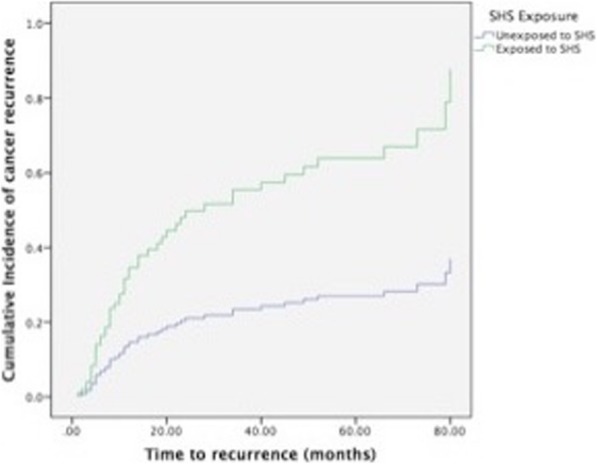 SHS Exposure
Unexposed to SHS
Exposed to SHS
Cumulative Incidence of cancer recurrence
1.0
0.8
0.6
0.4
0.2
0.0
.00 20.00 40.00 60.00 80.00
Time to recurrence (months)